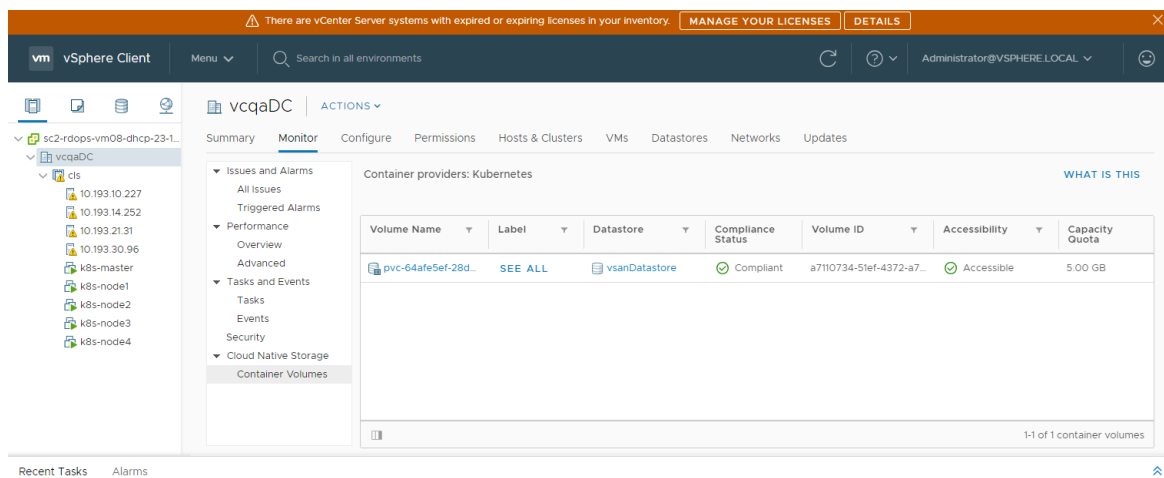 There are vCenter Server systems with expired or expiring licenses in your inventory. MANAGE YOUR LICENSES DETAILS
vm vSphere Client Menu Search in all environments Administrator@VSPHERE.LOCAL
sc2-rdops-vm08-dhcp-23-1...
vcqaDC
cls
10.193.10.227
10.193.14.252
10.193.21.31
10.193.30.96
k8s-master
k8s-node1
k8s-node2
k8s-node3
k8s-node4
vcqaDC ACTIONS
Summary Monitor Configure Permissions Hosts & Clusters VMs Datastores Networks Updates
Issues and Alarms
All Issues
Triggered Alarms
Performance
Overview
Advanced
Tasks and Events
Tasks
Events
Security
Cloud Native Storage
Container Volumes
Container providers: Kubernetes WHAT IS THIS
Volume Name Label Datastore Compliance Status Volume ID Accessibility Capacity Quota
pvc-64afe5ef-28d... SEE ALL vsanDatastore Compliant a7110734-51ef-4372-a7... Accessible 5.00 GB
1-1 of 1 container volumes
Recent Tasks Alarms